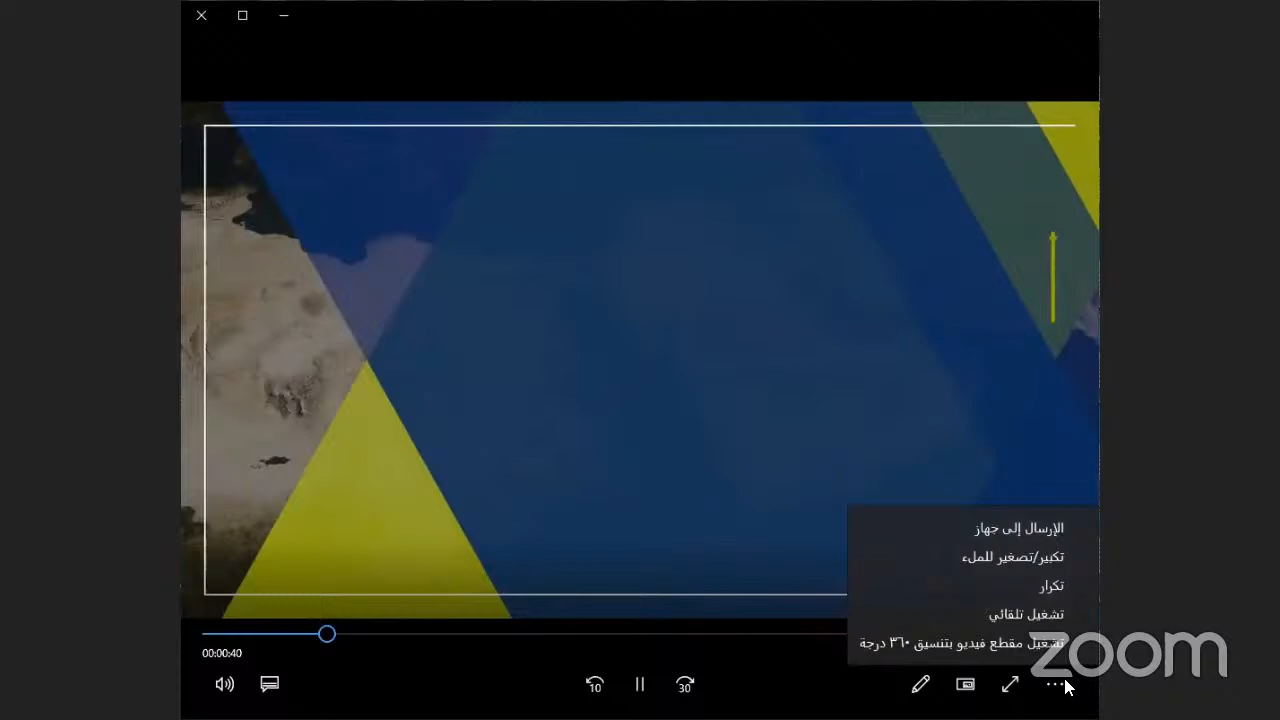 الإرسال إلى جهاز
تكبير/تصغير للملء
تكرار
تشغيل تلقائي
تشغيل مقطع فيديو بتنسيق ٣٦٠ درجة
zoom
00:00:40
10
30